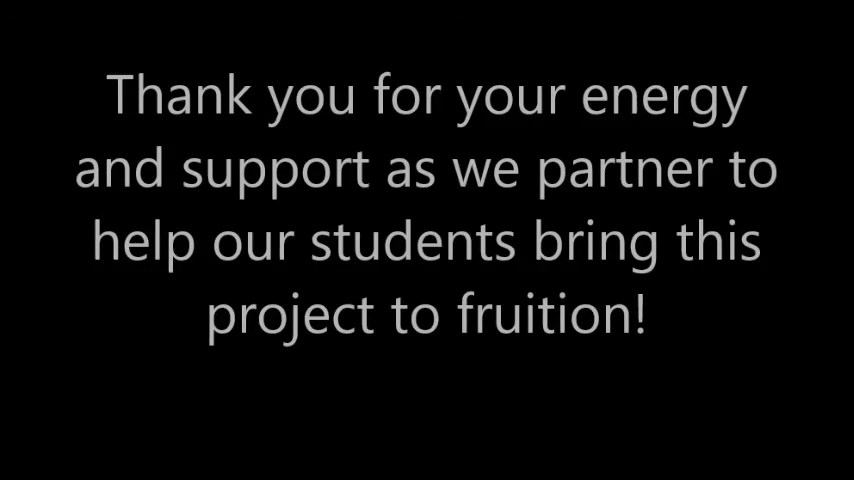 Thank you for your energy
and support as we partner to
help our students bring this
project to fruition!